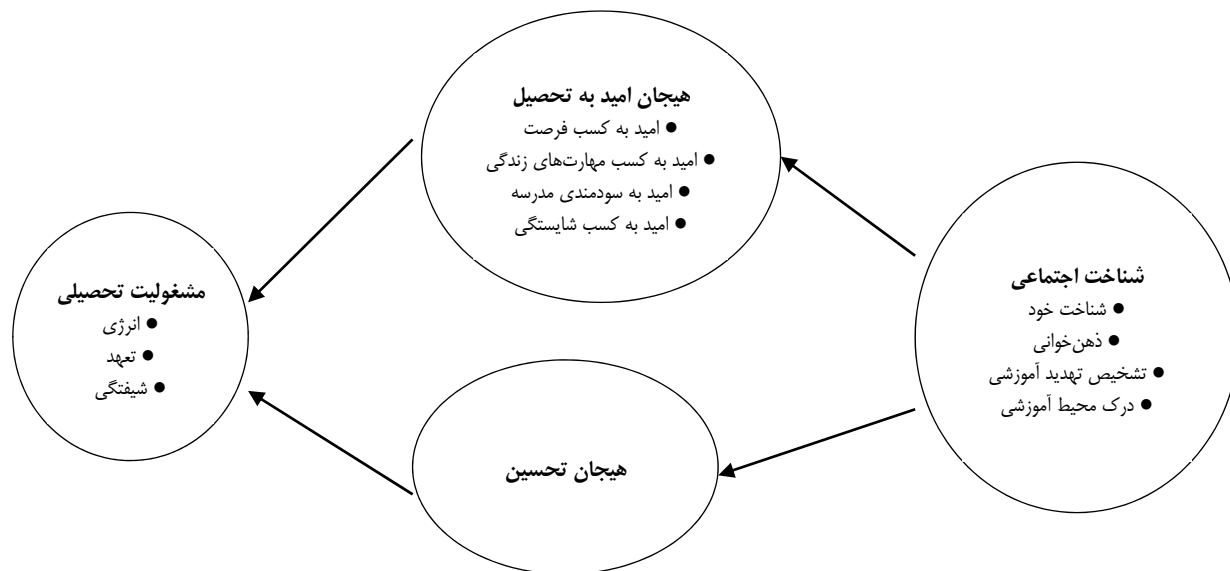 هیجان امید به تحصیل
● امید به کسب فرصت
● امید به کسب مهارت‌های زندگی
● امید به سودمندی مدرسه
● امید به کسب شایستگی
شناخت اجتماعی
● شناخت خود
● ذهن‌خوانی
● تشخیص تهدید آموزشی
● درک محیط آموزشی
مشغولیت تحصیلی
● انرژی
● تعهد
● شیفتگی
هیجان تحسین